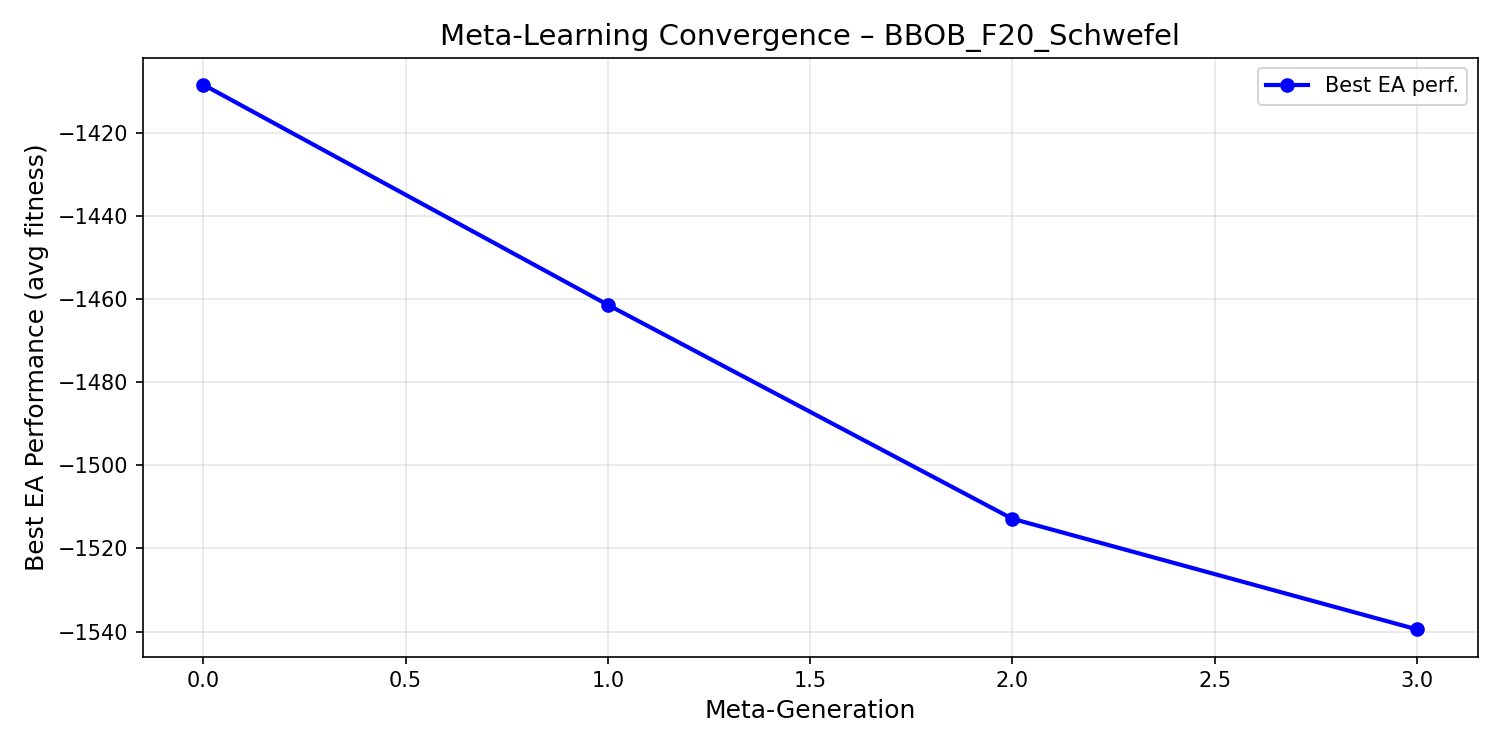 Meta-Learning Convergence – BBOB_F20_Schwefel
Best EA perf.
Best EA Performance (avg fitness)
−1420
−1440
−1460
−1480
−1500
−1520
−1540
0.0 0.5 1.0 1.5 2.0 2.5 3.0
Meta-Generation